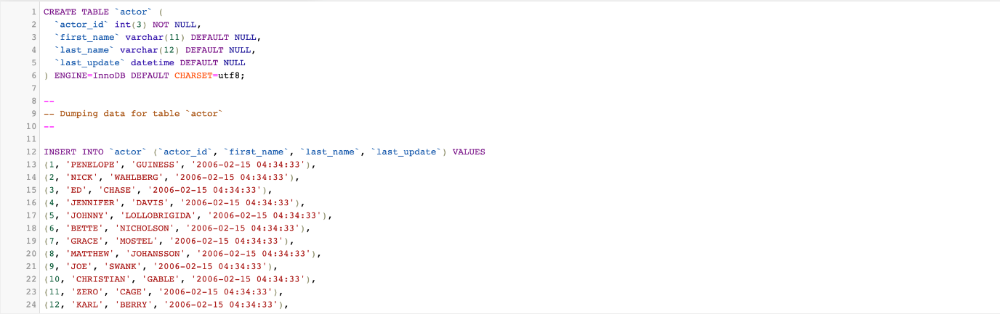 1 CREATE TABLE `actor` (
2   `actor_id` int(3) NOT NULL,
3   `first_name` varchar(11) DEFAULT NULL,
4   `last_name` varchar(12) DEFAULT NULL,
5   `last_update` datetime DEFAULT NULL
6 ) ENGINE=InnoDB DEFAULT CHARSET=utf8;
7
8 --
9 -- Dumping data for table `actor`
10 --
11
12 INSERT INTO `actor` (`actor_id`, `first_name`, `last_name`, `last_update`) VALUES
13 (1, 'PENELOPE', 'GUINESS', '2006-02-15 04:34:33'),
14 (2, 'NICK', 'WAHLBERG', '2006-02-15 04:34:33'),
15 (3, 'ED', 'CHASE', '2006-02-15 04:34:33'),
16 (4, 'JENNIFER', 'DAVIS', '2006-02-15 04:34:33'),
17 (5, 'JOHNNY', 'LOLLOBRIGIDA', '2006-02-15 04:34:33'),
18 (6, 'BETTE', 'NICHOLSON', '2006-02-15 04:34:33'),
19 (7, 'GRACE', 'MOSTEL', '2006-02-15 04:34:33'),
20 (8, 'MATTHEW', 'JOHANSSON', '2006-02-15 04:34:33'),
21 (9, 'JOE', 'SWANK', '2006-02-15 04:34:33'),
22 (10, 'CHRISTIAN', 'GABLE', '2006-02-15 04:34:33'),
23 (11, 'ZERO', 'CAGE', '2006-02-15 04:34:33'),
24 (12, 'KARL', 'BERRY', '2006-02-15 04:34:33'),